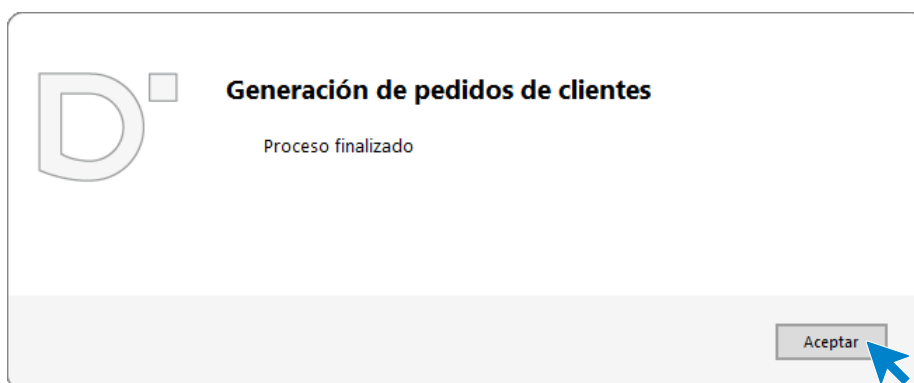 Generación de pedidos de clientes
Proceso finalizado
Aceptar